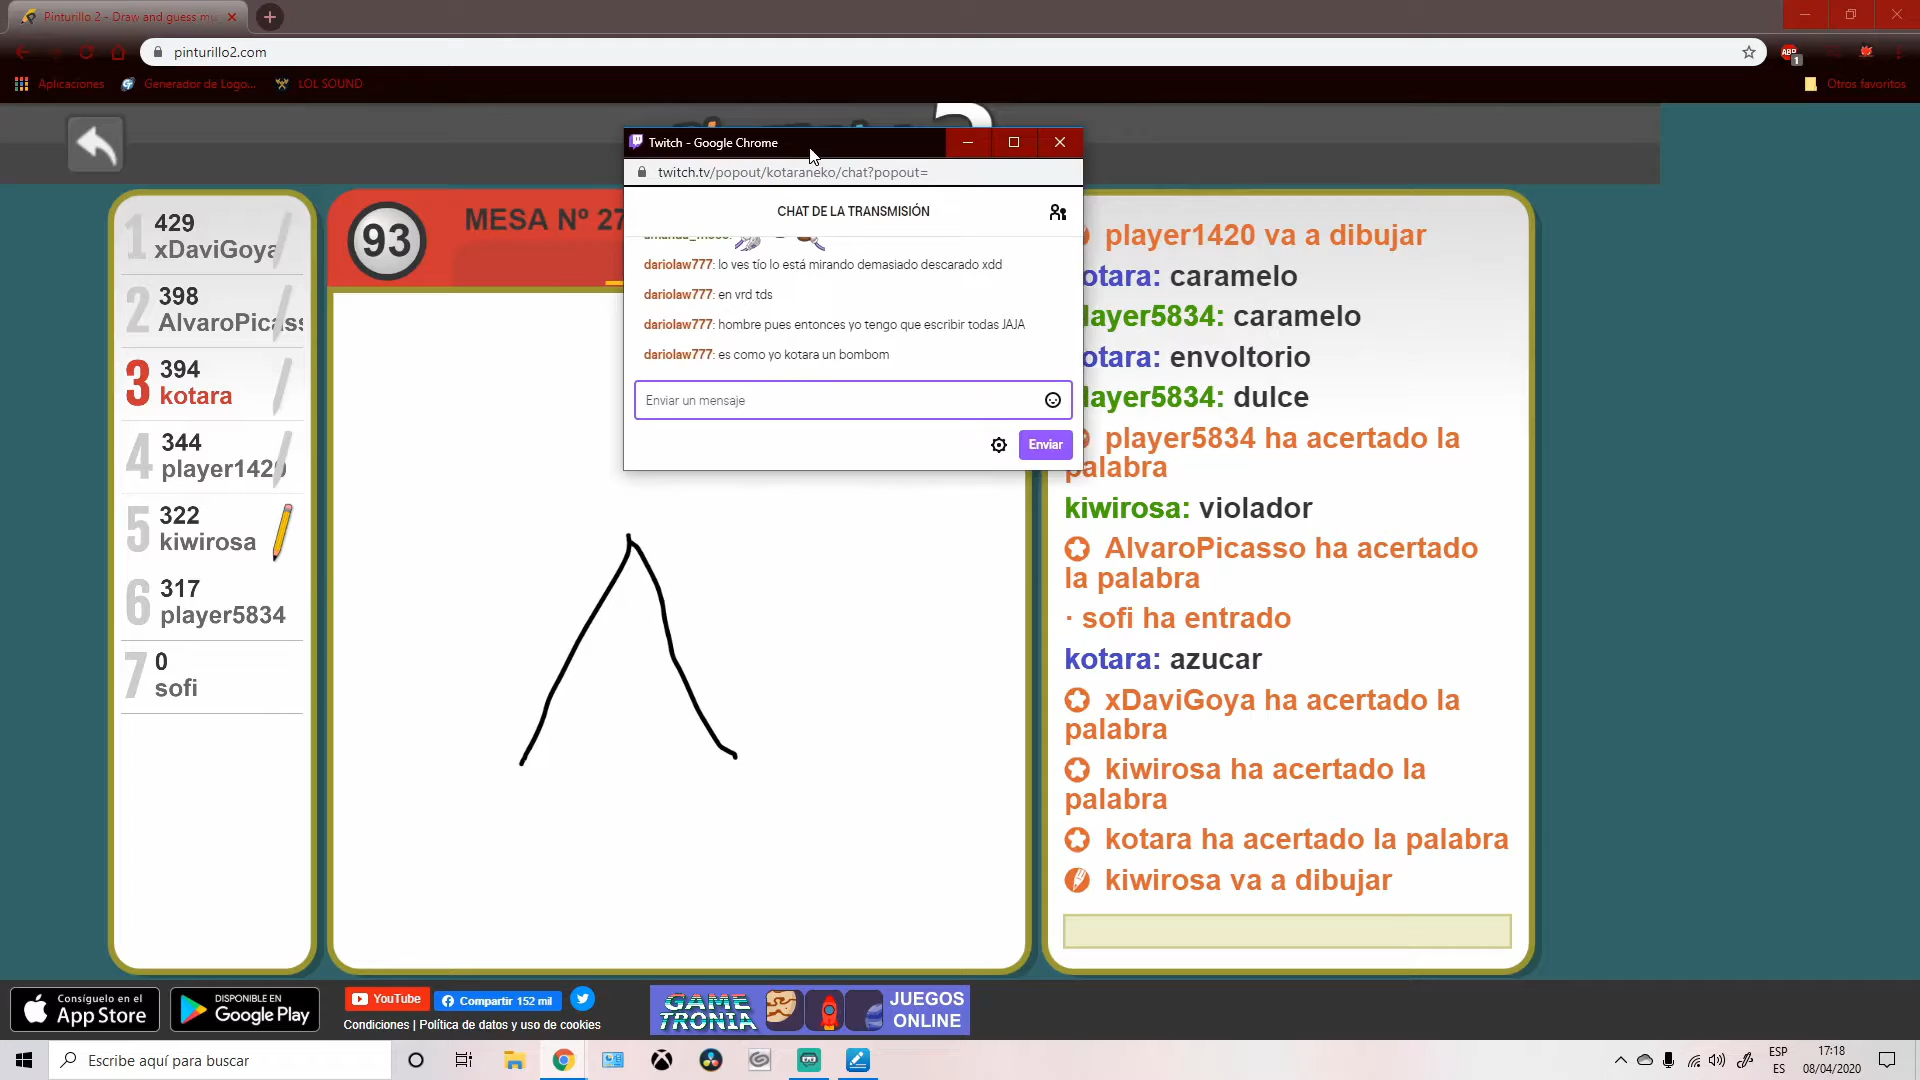 Pinturillo 2 - Draw and guess mu
pinturillo2.com
ABP
1
Aplicaciones
Generador de Logo...
LOL SOUND
Otros favoritos
Twitch - Google Chrome
twitch.tv/popout/kotaraneko/chat?popout=
CHAT DE LA TRANSMISIÓN
dariolaw777: lo ves tío lo está mirando demasiado descarado xdd
dariolaw777: en vrd tds
dariolaw777: hombre pues entonces yo tengo que escribir todas JAJA
dariolaw777: es como yo kotara un bombom
Enviar un mensaje
Enviar
1
429
xDaviGoya
2
398
AlvaroPicass
3
394
kotara
4
344
player1420
5
322
kiwirosa
6
317
player5834
7
0
sofi
93
MESA Nº 27
player1420 va a dibujar
otara: caramelo
layer5834: caramelo
otara: envoltorio
layer5834: dulce
player5834 ha acertado la
palabra
kiwirosa: violador
AlvaroPicasso ha acertado
la palabra
· sofi ha entrado
kotara: azucar
xDaviGoya ha acertado la
palabra
kiwirosa ha acertado la
palabra
kotara ha acertado la palabra
kiwirosa va a dibujar
Consíguelo en el
App Store
DISPONIBLE EN
Google Play
YouTube
Compartir 152 mil
Condiciones | Política de datos y uso de cookies
GAME
TRONIA
JUEGOS
ONLINE
Escribe aquí para buscar
ESP
ES
17:18
08/04/2020